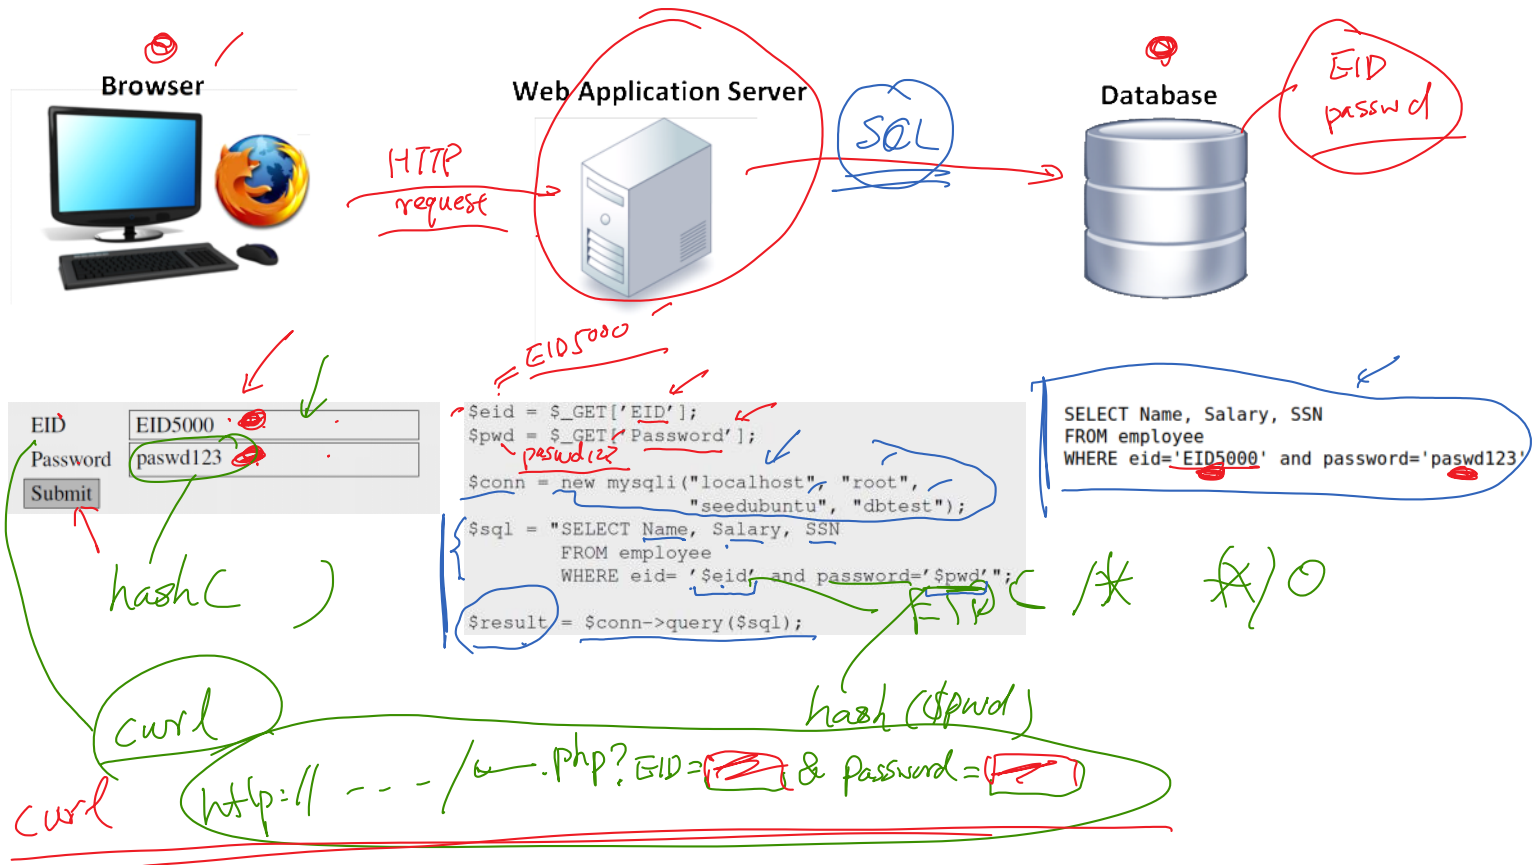 Browser
Web Application Server
Database
EID
passwd
SQL
HTTP
request
= EID5000
EID EID5000
Password paswd123
Submit
$eid = $_GET['EID'];
$pwd = $_GET['Password'];
paswd123
$conn = new mysqli("localhost", "root",
"seedubuntu", "dbtest");
$sql = "SELECT Name, Salary, SSN
FROM employee
WHERE eid= '$eid' and password='$pwd'";
$result = $conn->query($sql);
SELECT Name, Salary, SSN
FROM employee
WHERE eid='EID5000' and password='paswd123'
hash( )
/* */ 0
hash($pwd)
curl
http:// --- / .php? EID= & Password=
curl